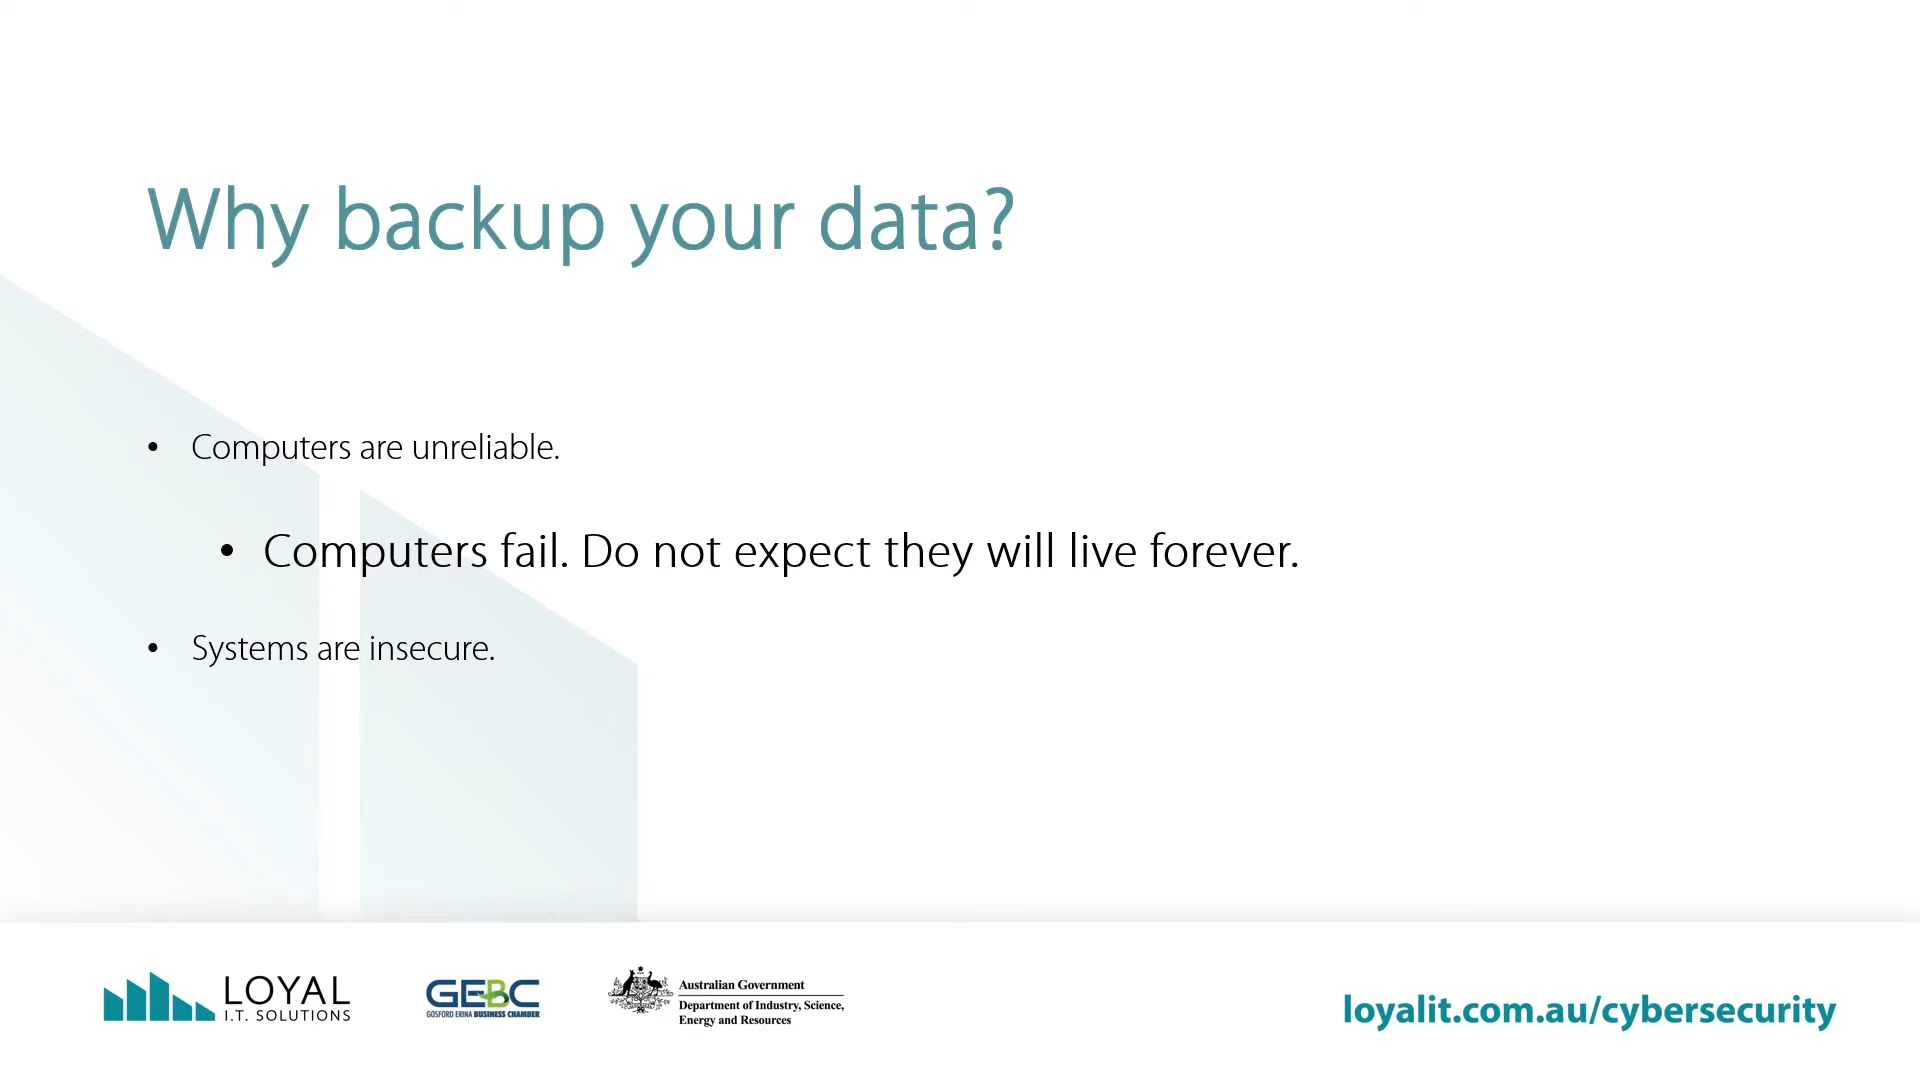 Why backup your data?
• Computers are unreliable.
• Computers fail. Do not expect they will live forever.
• Systems are insecure.
LOYAL
I.T. SOLUTIONS
GEBC
GOSFORD ERINA BUSINESS CHAMBER
Australian Government
Department of Industry, Science,
Energy and Resources
loyalit.com.au/cybersecurity